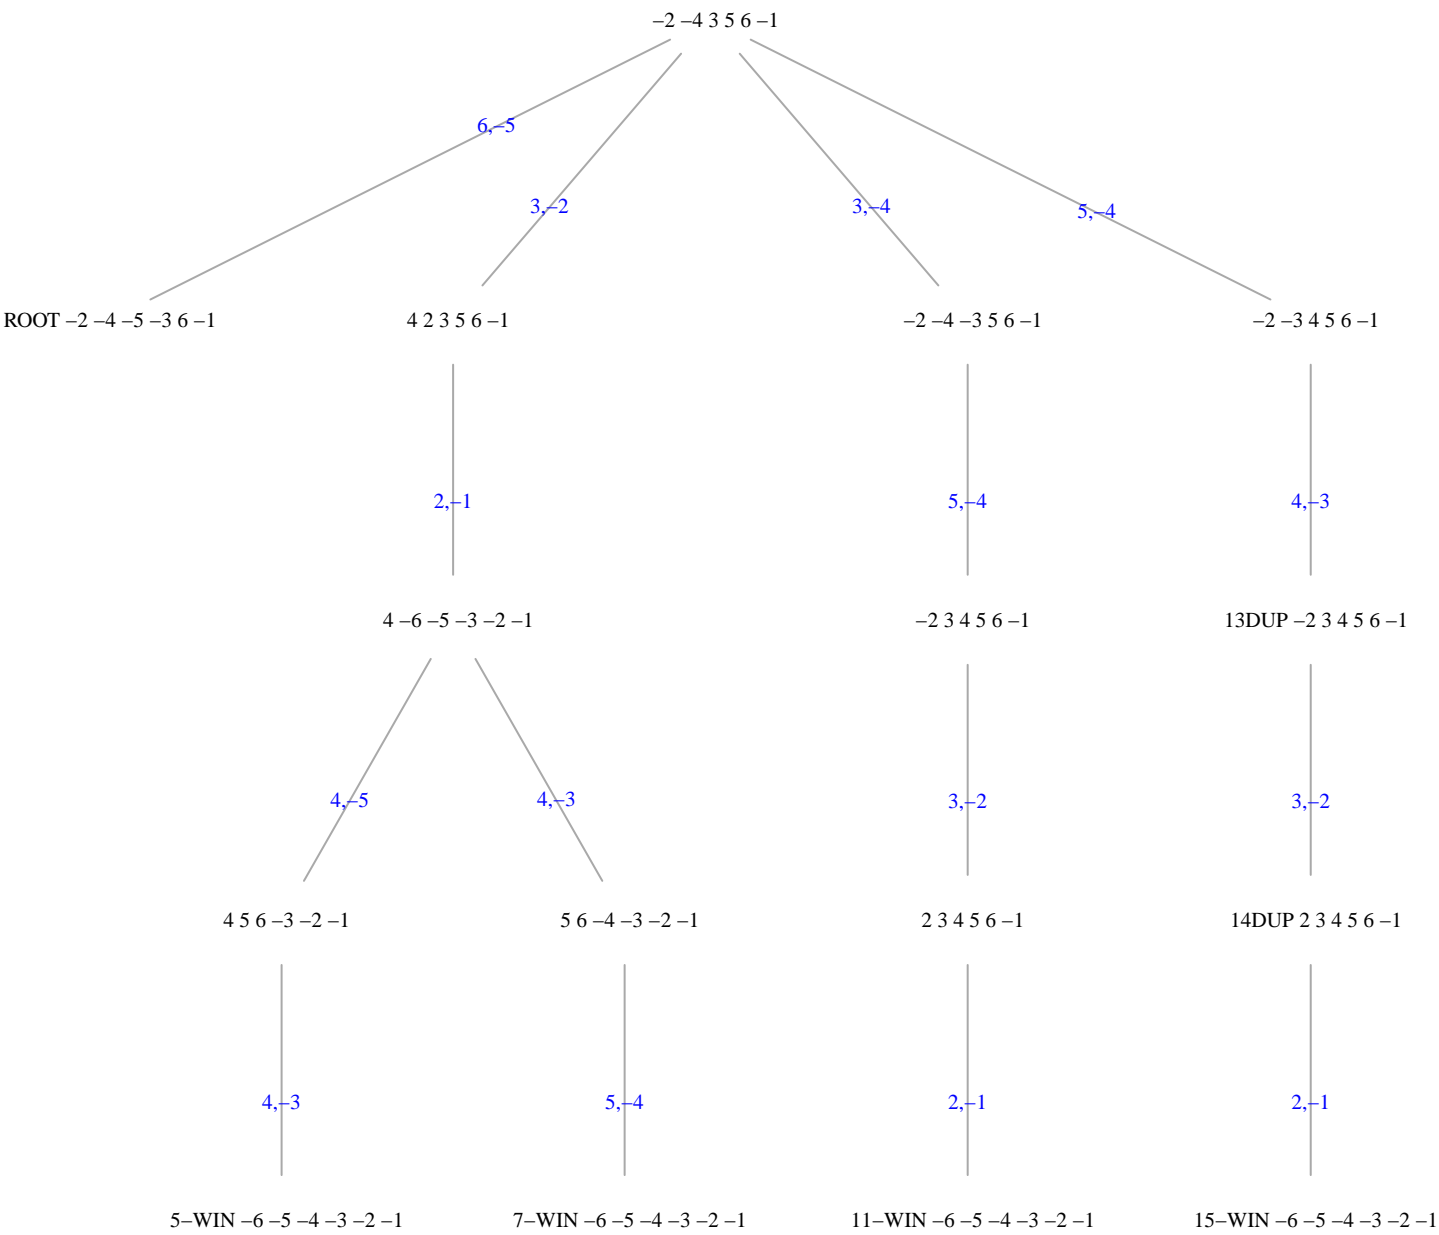 –2 –4 3 5 6 –1
6,–5
3,–2
3,–4
5,–4
ROOT –2 –4 –5 –3 6 –1
4 2 3 5 6 –1
–2 –4 –3 5 6 –1
–2 –3 4 5 6 –1
2,–1
5,–4
4,–3
4 –6 –5 –3 –2 –1
–2 3 4 5 6 –1
13DUP –2 3 4 5 6 –1
4,–5
4,–3
3,–2
3,–2
4 5 6 –3 –2 –1
5 6 –4 –3 –2 –1
2 3 4 5 6 –1
14DUP 2 3 4 5 6 –1
4,–3
5,–4
2,–1
2,–1
5–WIN –6 –5 –4 –3 –2 –1
7–WIN –6 –5 –4 –3 –2 –1
11–WIN –6 –5 –4 –3 –2 –1
15–WIN –6 –5 –4 –3 –2 –1